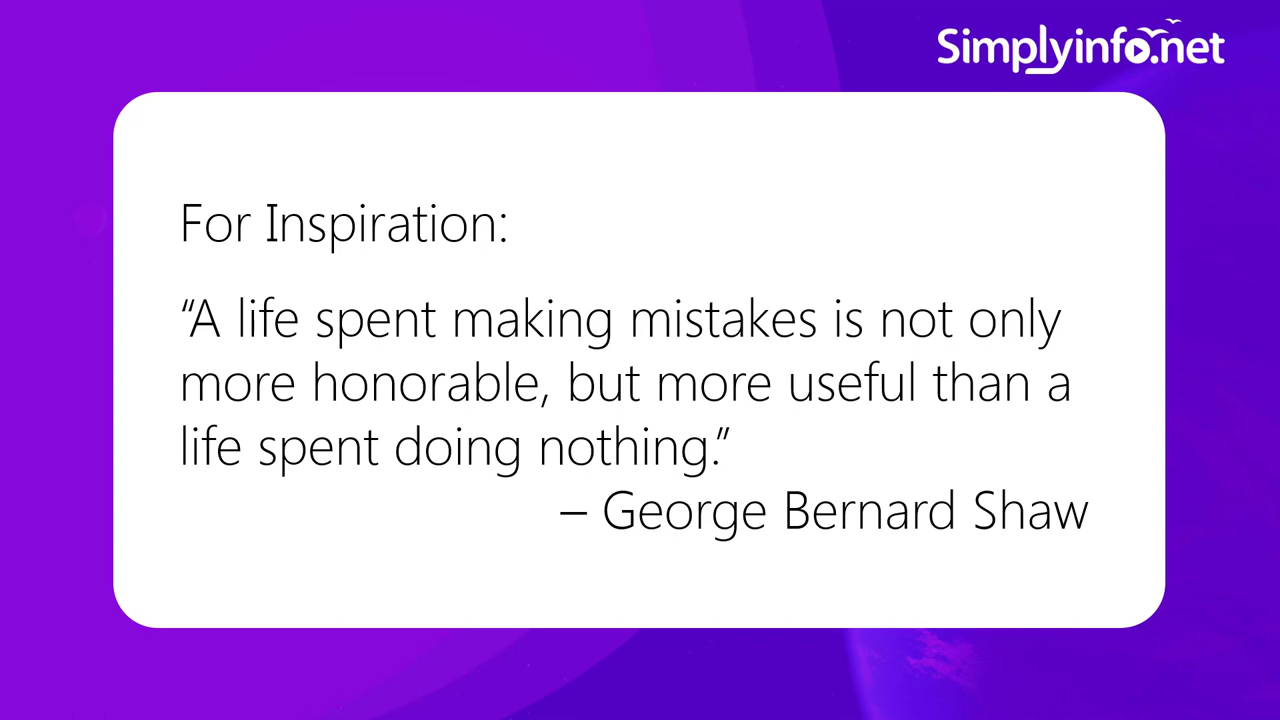 Simplyinfo.net
For Inspiration:
“A life spent making mistakes is not only
more honorable, but more useful than a
life spent doing nothing.”
– George Bernard Shaw